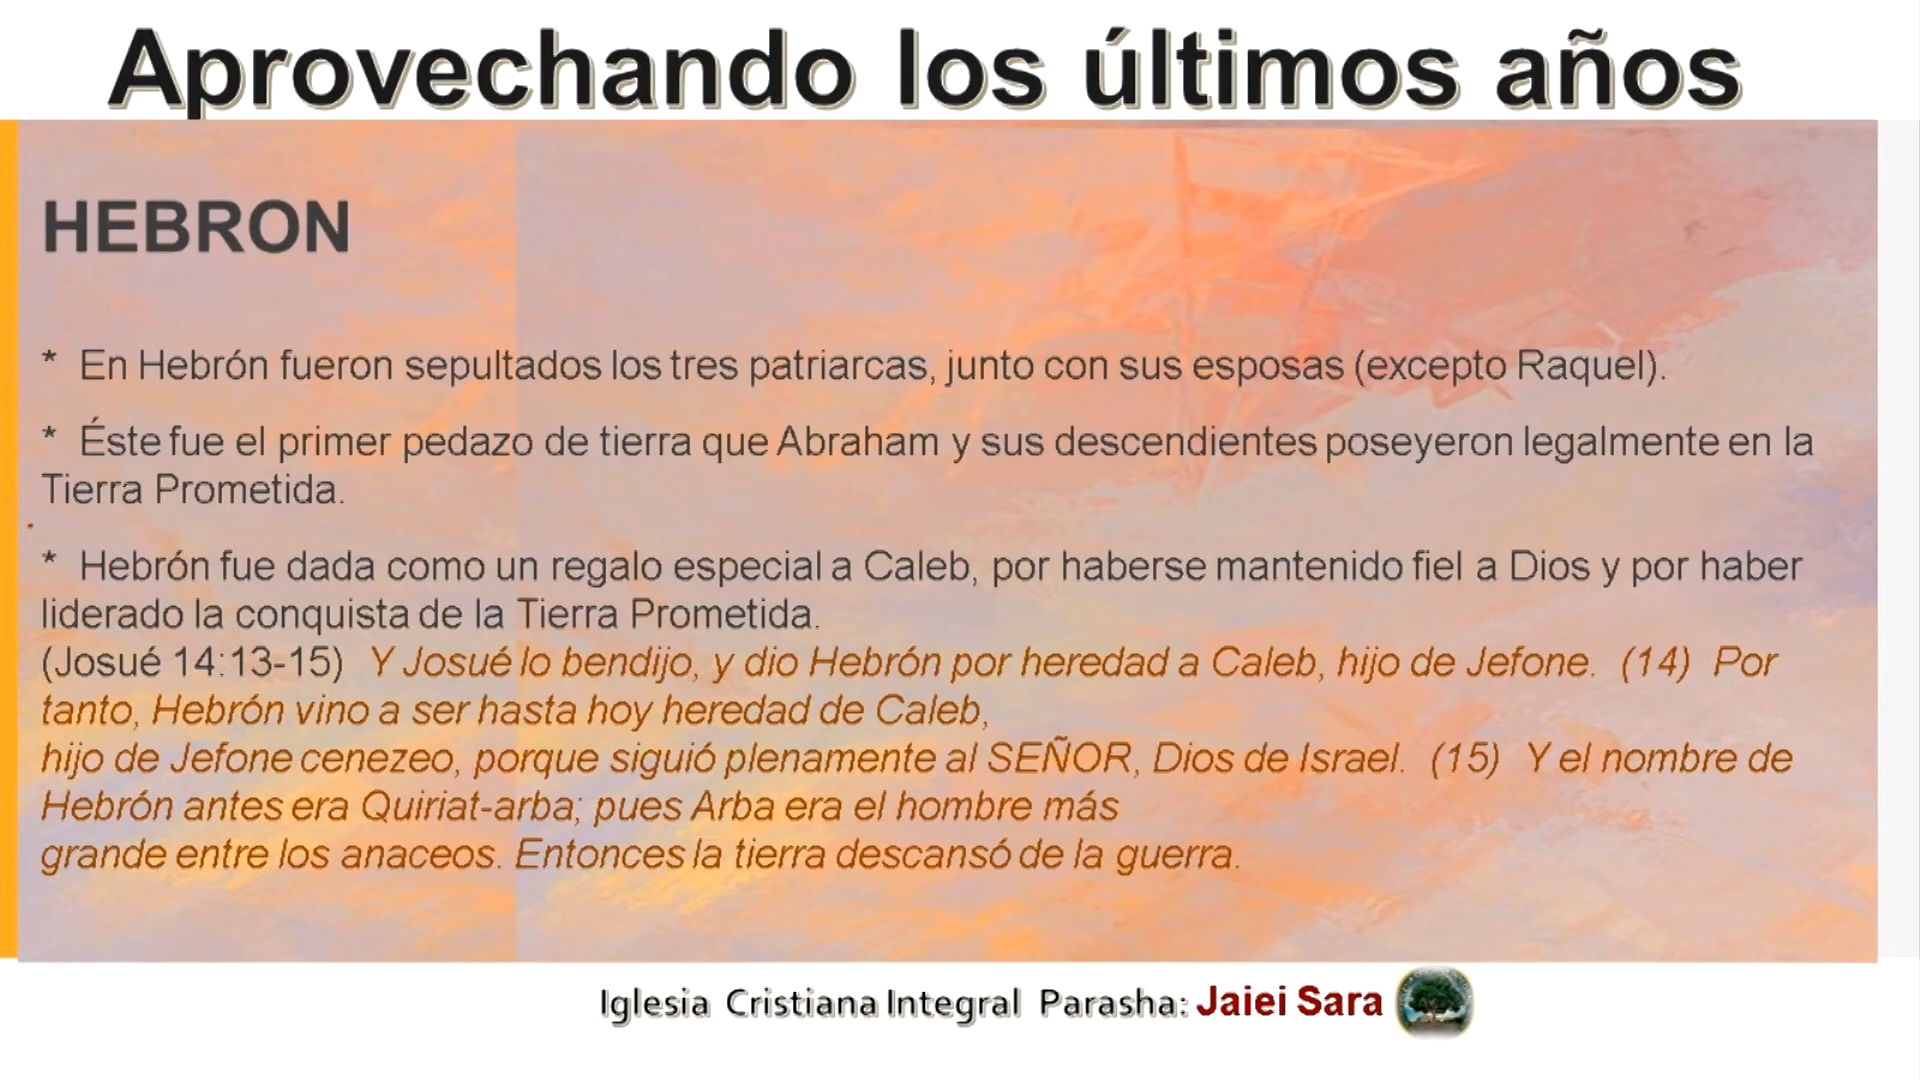 Aprovechando los últimos años
HEBRON
* En Hebrón fueron sepultados los tres patriarcas, junto con sus esposas (excepto Raquel).
* Éste fue el primer pedazo de tierra que Abraham y sus descendientes poseyeron legalmente en la
Tierra Prometida.
* Hebrón fue dada como un regalo especial a Caleb, por haberse mantenido fiel a Dios y por haber
liderado la conquista de la Tierra Prometida.
(Josué 14:13-15) Y Josué lo bendijo, y dio Hebrón por heredad a Caleb, hijo de Jefone. (14) Por
tanto, Hebrón vino a ser hasta hoy heredad de Caleb,
hijo de Jefone cenezeo, porque siguió plenamente al SEÑOR, Dios de Israel. (15) Y el nombre de
Hebrón antes era Quiriat-arba; pues Arba era el hombre más
grande entre los anaceos. Entonces la tierra descansó de la guerra.
Iglesia Cristiana Integral Parasha: Jaiei Sara